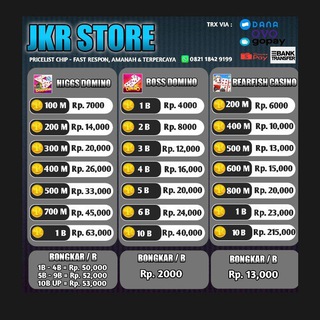 JKR STORE
TRX VIA :
DANA
OVO
gopay
Pay
BANK TRANSFER
PRICELIST CHIP - FAST RESPON, AMANAH & TERPERCAYA
0821 1842 9199
HIGGS DOMINO
100 M Rp. 7000
200 M Rp. 14,000
300 M Rp. 20,000
400 M Rp. 26,000
500 M Rp. 33,000
700 M Rp. 45,000
1 B Rp. 63,000
BONGKAR / B
1B - 4B = Rp. 50,000
5B - 9B = Rp. 52,000
10B UP = Rp. 53,000
BOSS DOMINO
1 B Rp. 4000
2 B Rp. 8000
3 B Rp. 12,000
4 B Rp. 16,000
5 B Rp. 20,000
6 B Rp. 24,000
10 B Rp. 40,000
BONGKAR / B
Rp. 2000
BEARFISH CASINO
200 M Rp. 6000
400 M Rp. 10,000
500 M Rp. 13,000
600 M Rp. 15,000
800 M Rp. 20,000
1 B Rp. 23,000
10 B Rp. 215,000
BONGKAR / B
Rp. 13,000